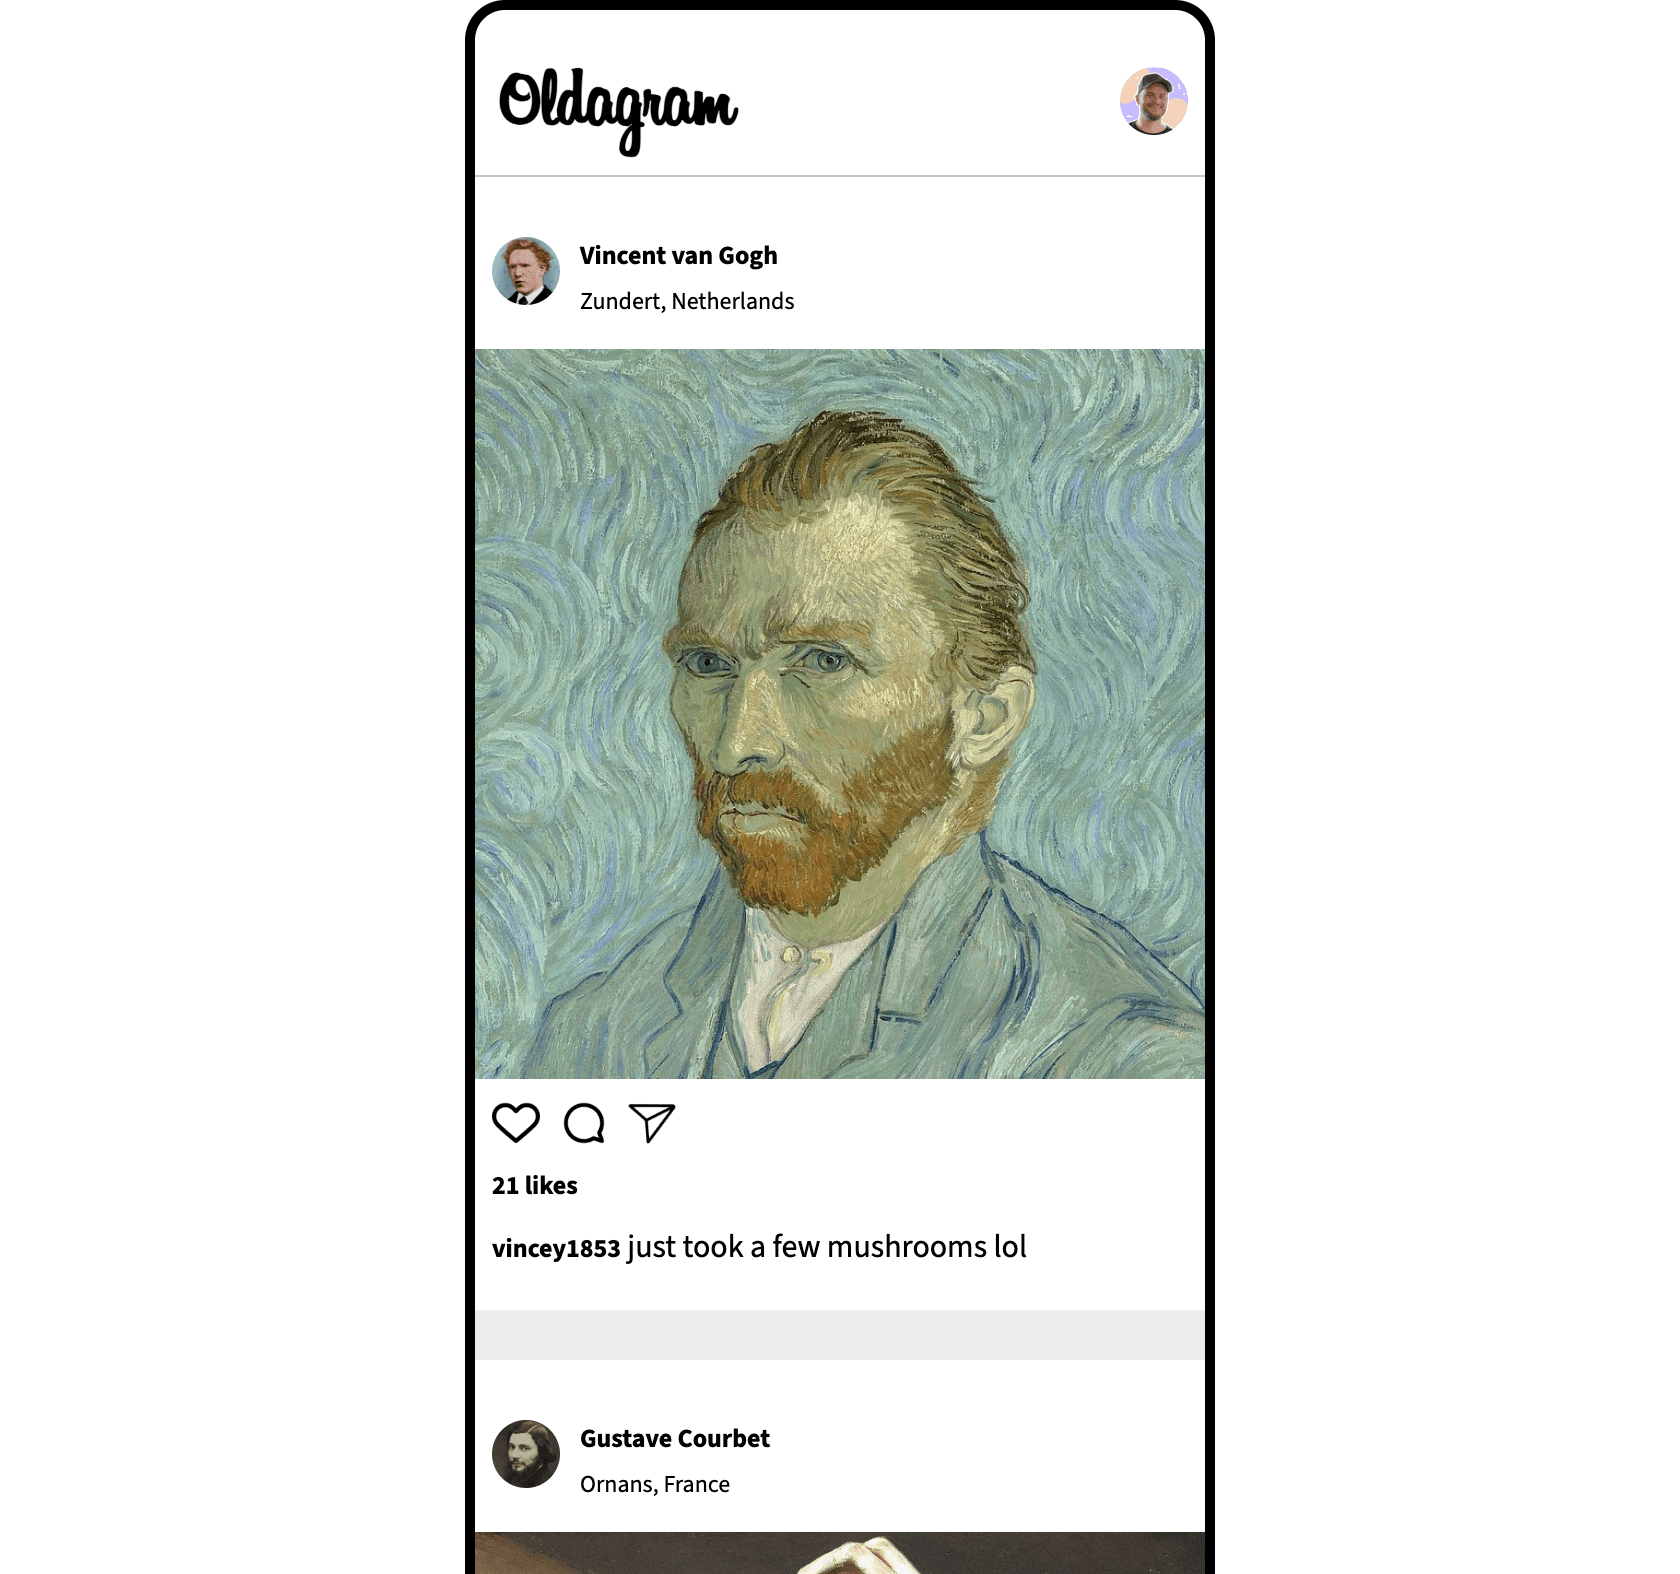 Oldagram
Vincent van Gogh
Zundert, Netherlands
21 likes
vincey1853 just took a few mushrooms lol
Gustave Courbet
Ornans, France